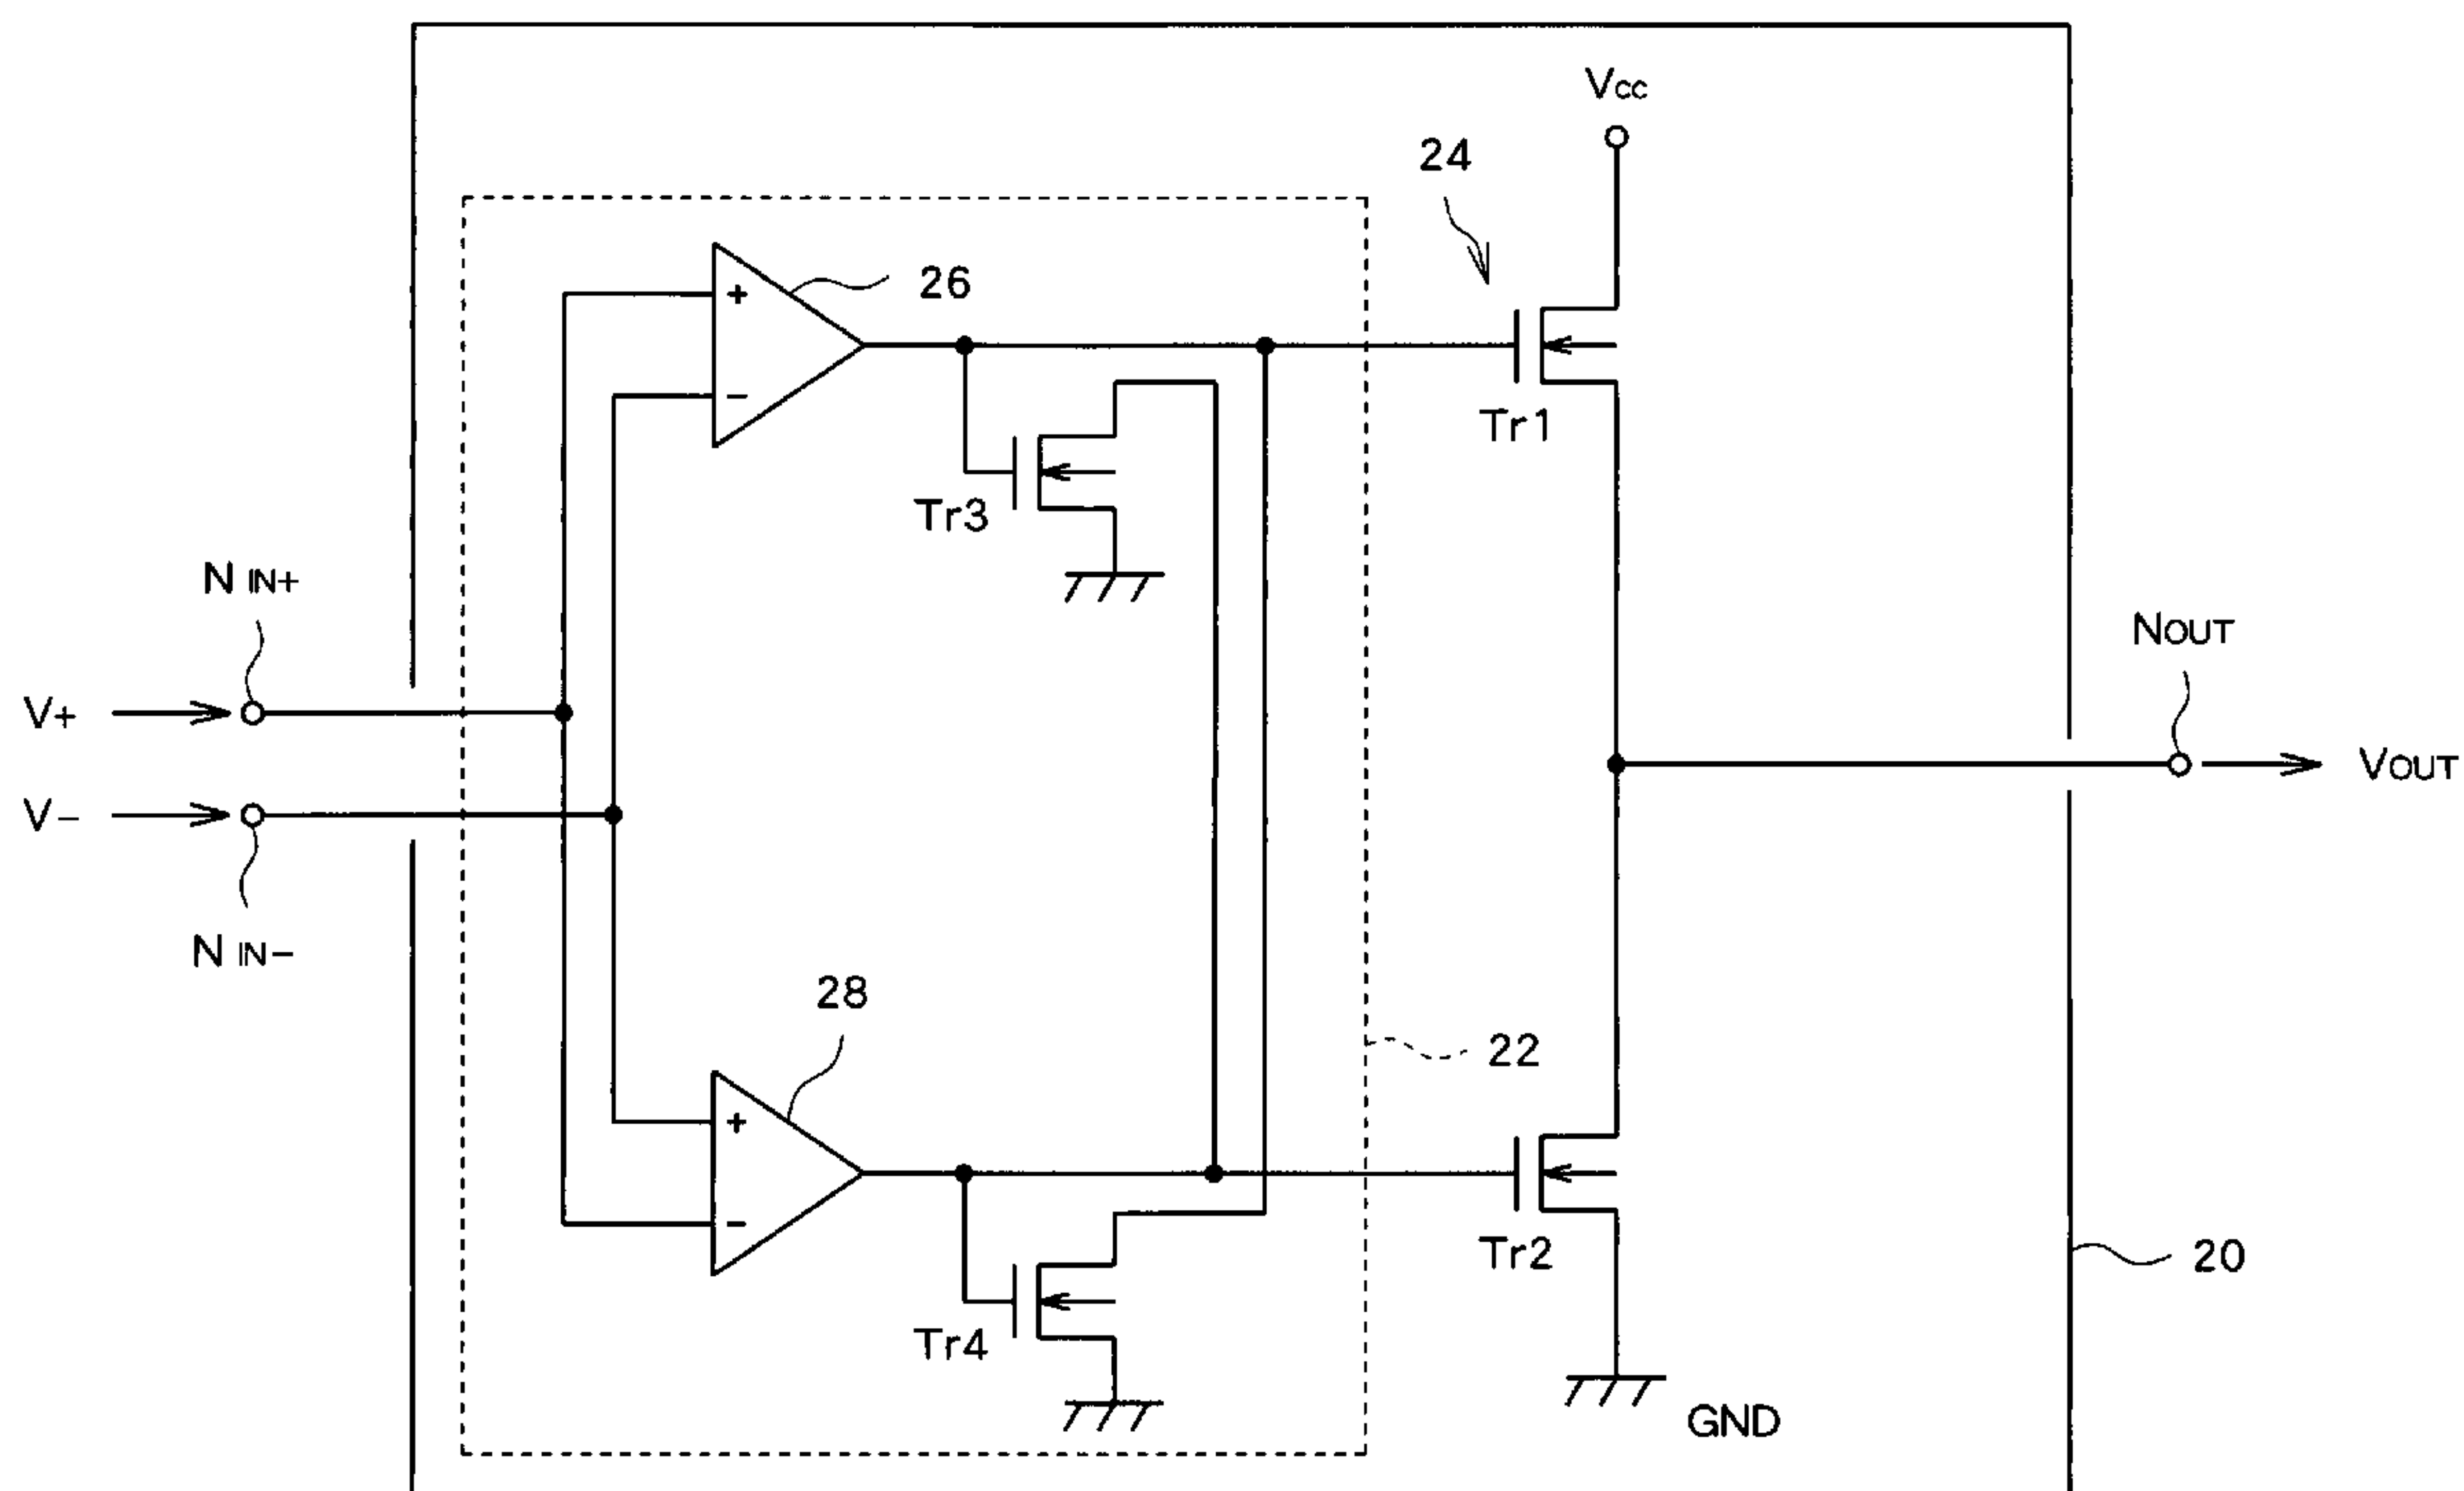 Vcc
24
26
+
−
Tr1
Tr3
N IN+
NOUT
V+
VOUT
V−
N IN−
28
22
+
−
Tr2
20
Tr4
GND